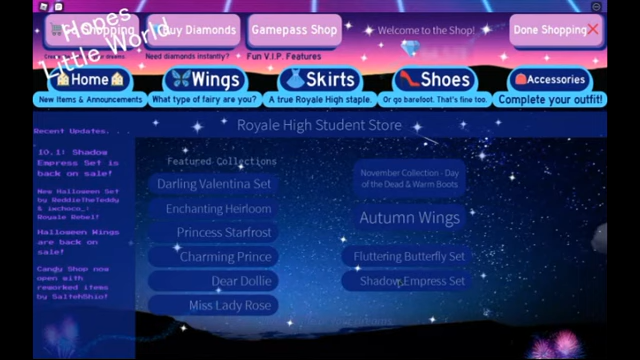 Hopes
Little World
Shopping
Buy Diamonds
Gamepass Shop
Welcome to the Shop!
Done Shopping
Need diamonds instantly?
Fun V.I.P. Features
Home
Wings
Skirts
Shoes
Accessories
New Items & Announcements
What type of fairy are you?
A true Royale High staple.
Or go barefoot. That's fine too.
Complete your outfit!
Royale High Student Store
Recent Updates. . .
10.1: Shadow
Empress Set is
back on sale!
New Halloween Set
by ReddieTheTeddy
& iwchoco_:
Royale Rebel!
Halloween Wings
are back on
sale!
Candy Shop now
open with
reworked items
by SaltehShio!
Featured Collections
Darling Valentina Set
Enchanting Heirloom
Princess Starfrost
Charming Prince
Dear Dollie
Miss Lady Rose
November Collection - Day
of the Dead & Warm Boots
Autumn Wings
Fluttering Butterfly Set
Shadow Empress Set